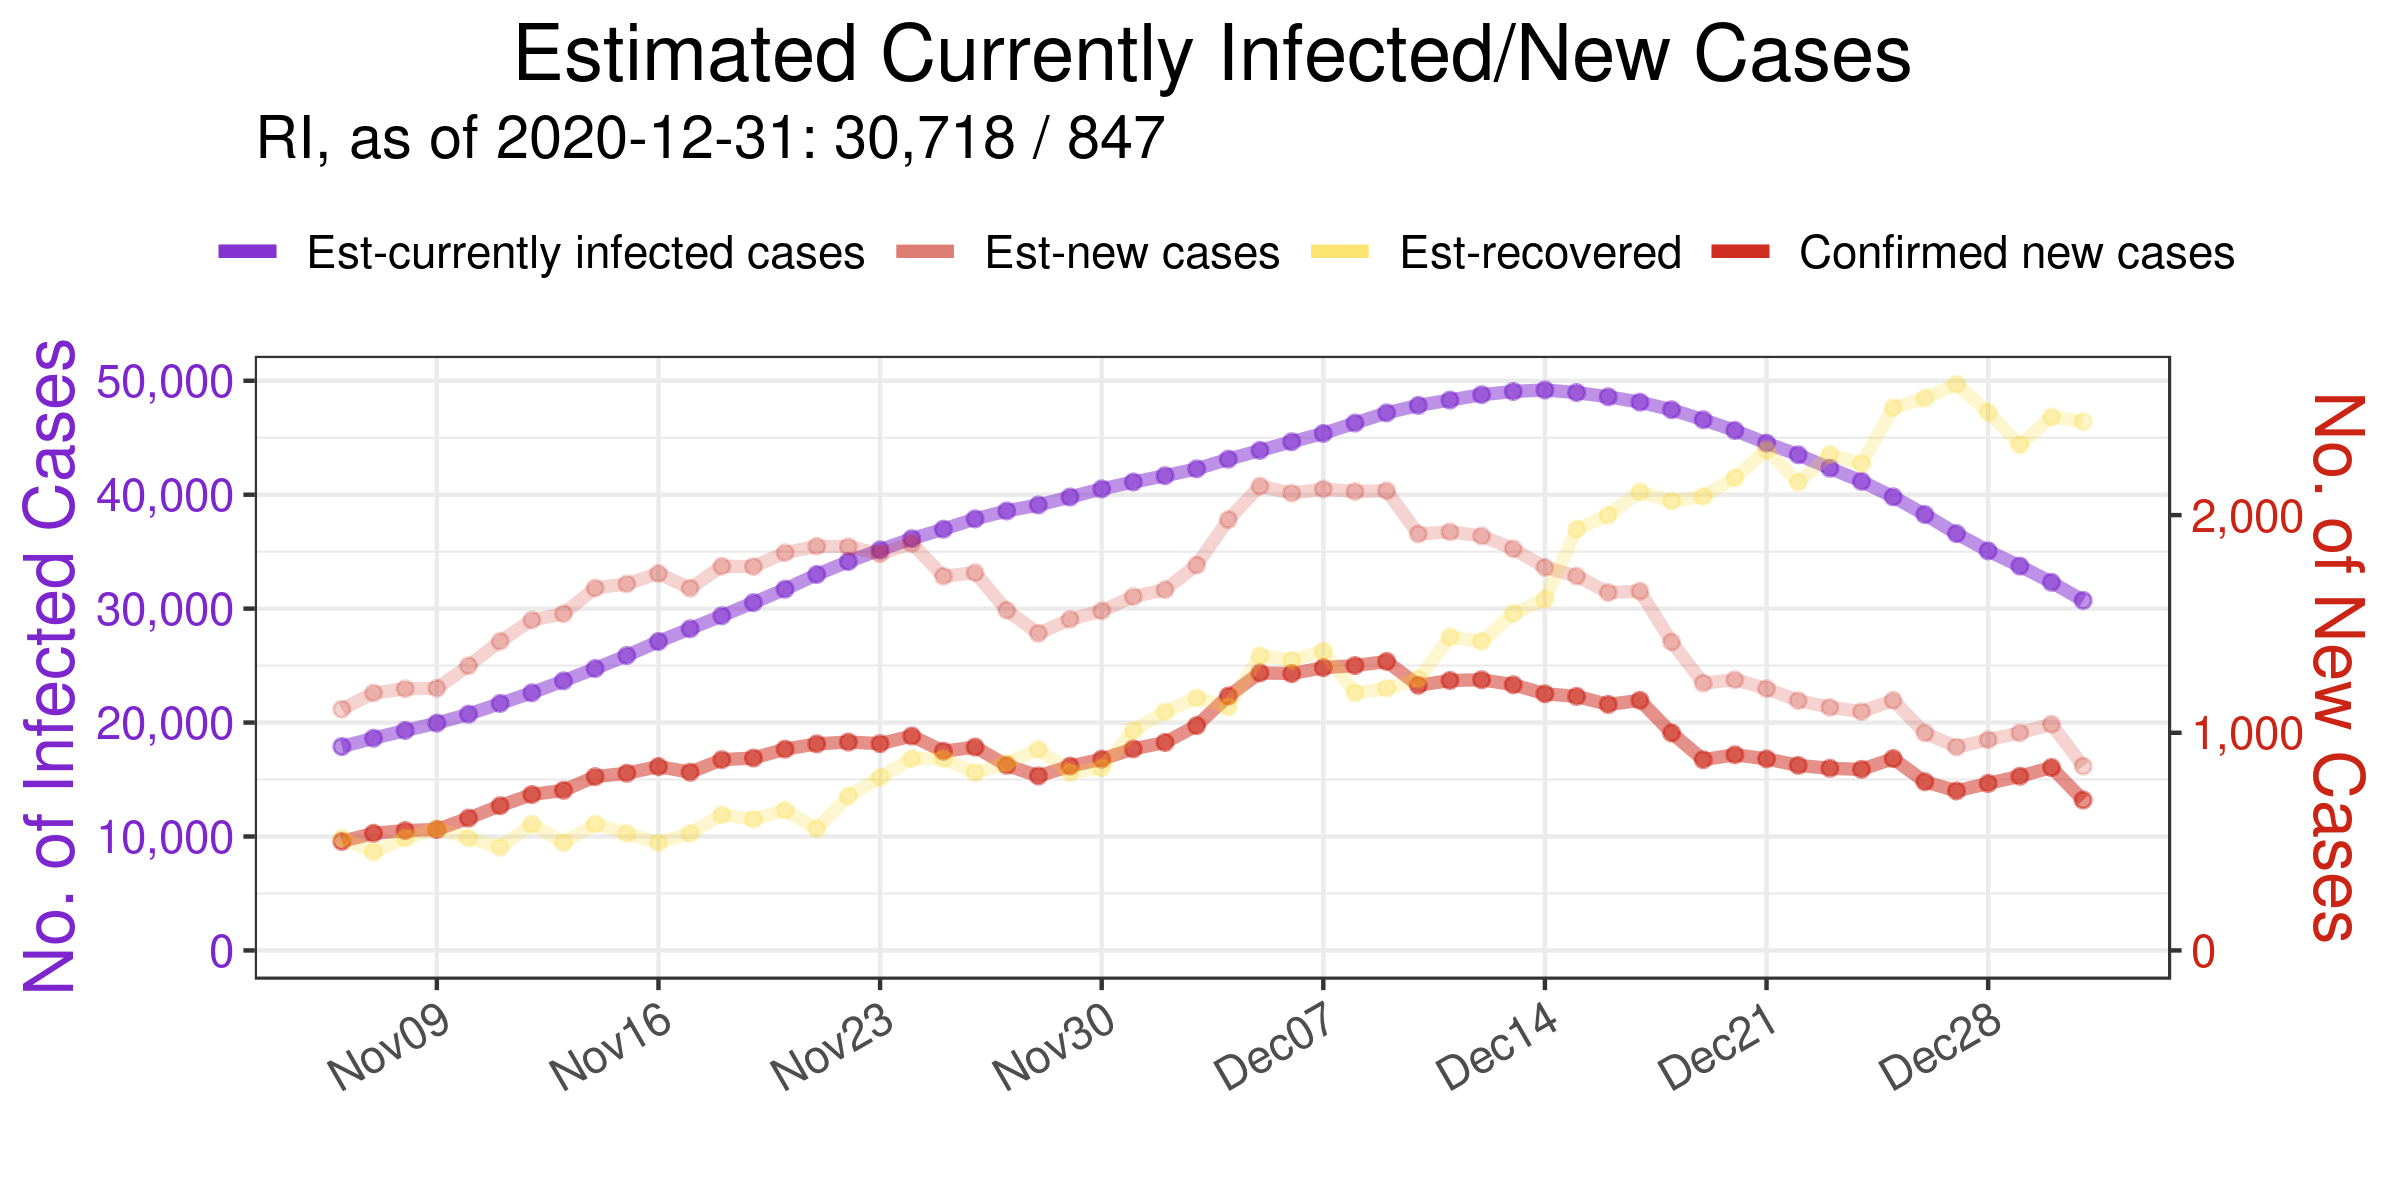 Estimated Currently Infected/New Cases
RI, as of 2020-12-31: 30,718 / 847
Est-currently infected cases Est-new cases Est-recovered Confirmed new cases
No. of Infected Cases
50,000
40,000
30,000
20,000
10,000
0
2,000
1,000
0
No. of New Cases
Nov09 Nov16 Nov23 Nov30 Dec07 Dec14 Dec21 Dec28